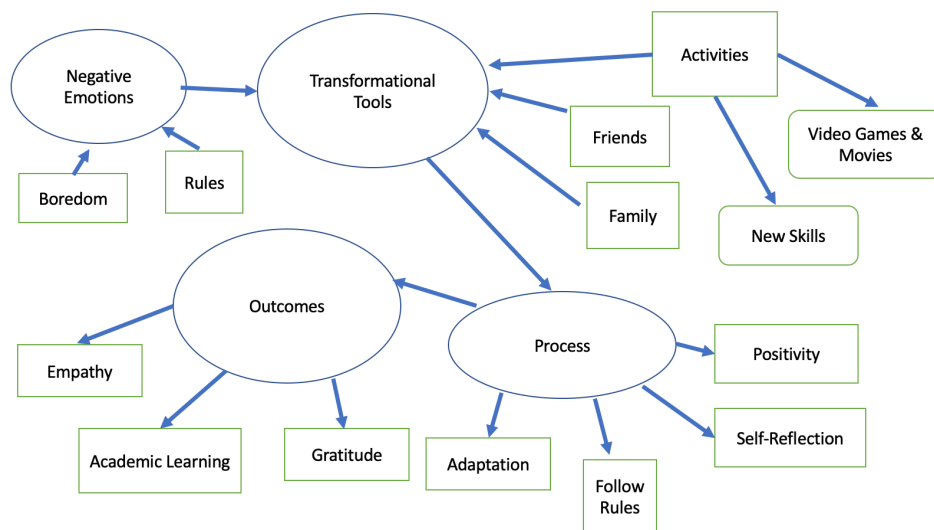 Negative
Emotions
Transformational
Tools
Activities
Video Games &
Movies
Friends
Boredom
Rules
Family
New Skills
Outcomes
Process
Positivity
Empathy
Self-Reflection
Academic Learning
Gratitude
Adaptation
Follow
Rules